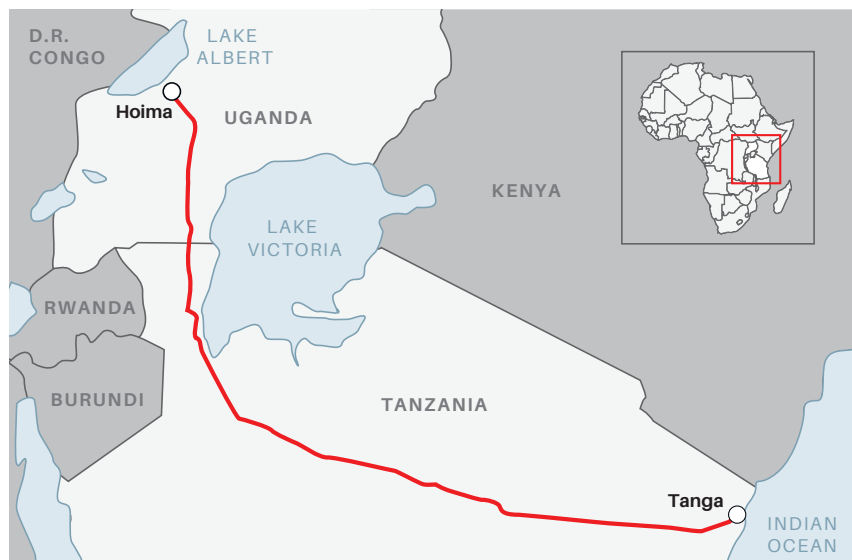 D.R.
CONGO
LAKE
ALBERT
Hoima
UGANDA
KENYA
LAKE
VICTORIA
RWANDA
BURUNDI
TANZANIA
Tanga
INDIAN
OCEAN